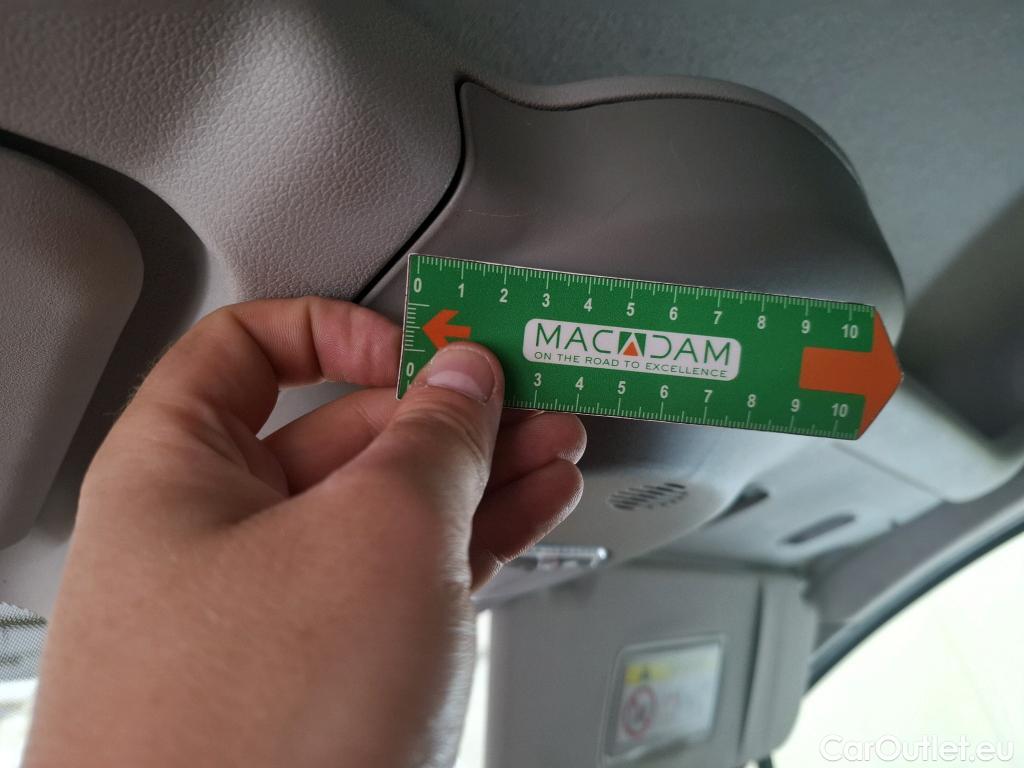 0 1 2 3 4 5 6 7 8 9 10
MACADAM
ON THE ROAD TO EXCELLENCE
0 3 4 5 6 7 8 9 10
CarOutlet.eu